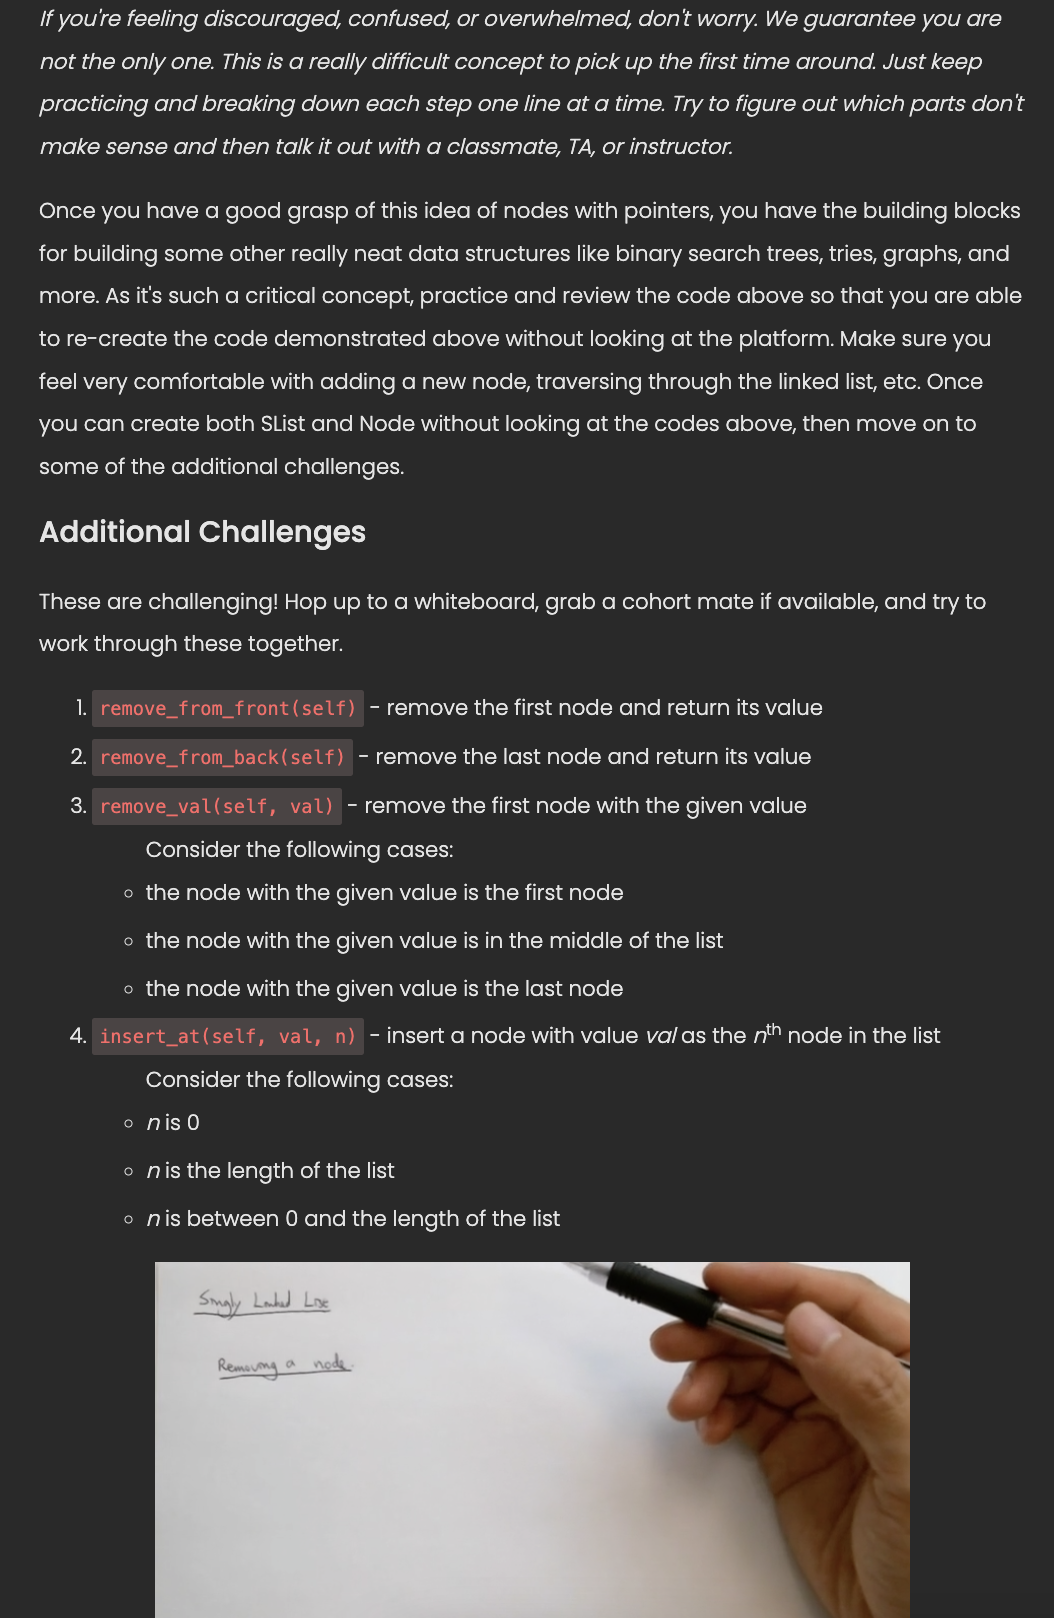 If you're feeling discouraged, confused, or overwhelmed, don't worry. We guarantee you are
not the only one. This is a really difficult concept to pick up the first time around. Just keep
practicing and breaking down each step one line at a time. Try to figure out which parts don't
make sense and then talk it out with a classmate, TA, or instructor.
Once you have a good grasp of this idea of nodes with pointers, you have the building blocks
for building some other really neat data structures like binary search trees, tries, graphs, and
more. As it's such a critical concept, practice and review the code above so that you are able
to re-create the code demonstrated above without looking at the platform. Make sure you
feel very comfortable with adding a new node, traversing through the linked list, etc. Once
you can create both SList and Node without looking at the codes above, then move on to
some of the additional challenges.
Additional Challenges
These are challenging! Hop up to a whiteboard, grab a cohort mate if available, and try to
work through these together.
1. remove_from_front(self) - remove the first node and return its value
2. remove_from_back(self) - remove the last node and return its value
3. remove_val(self, val) - remove the first node with the given value
Consider the following cases:
◦ the node with the given value is the first node
◦ the node with the given value is in the middle of the list
◦ the node with the given value is the last node
4. insert_at(self, val, n) - insert a node with value val as the nth node in the list
Consider the following cases:
◦ n is 0
◦ n is the length of the list
◦ n is between 0 and the length of the list
Singly Linked List
Removing a node.